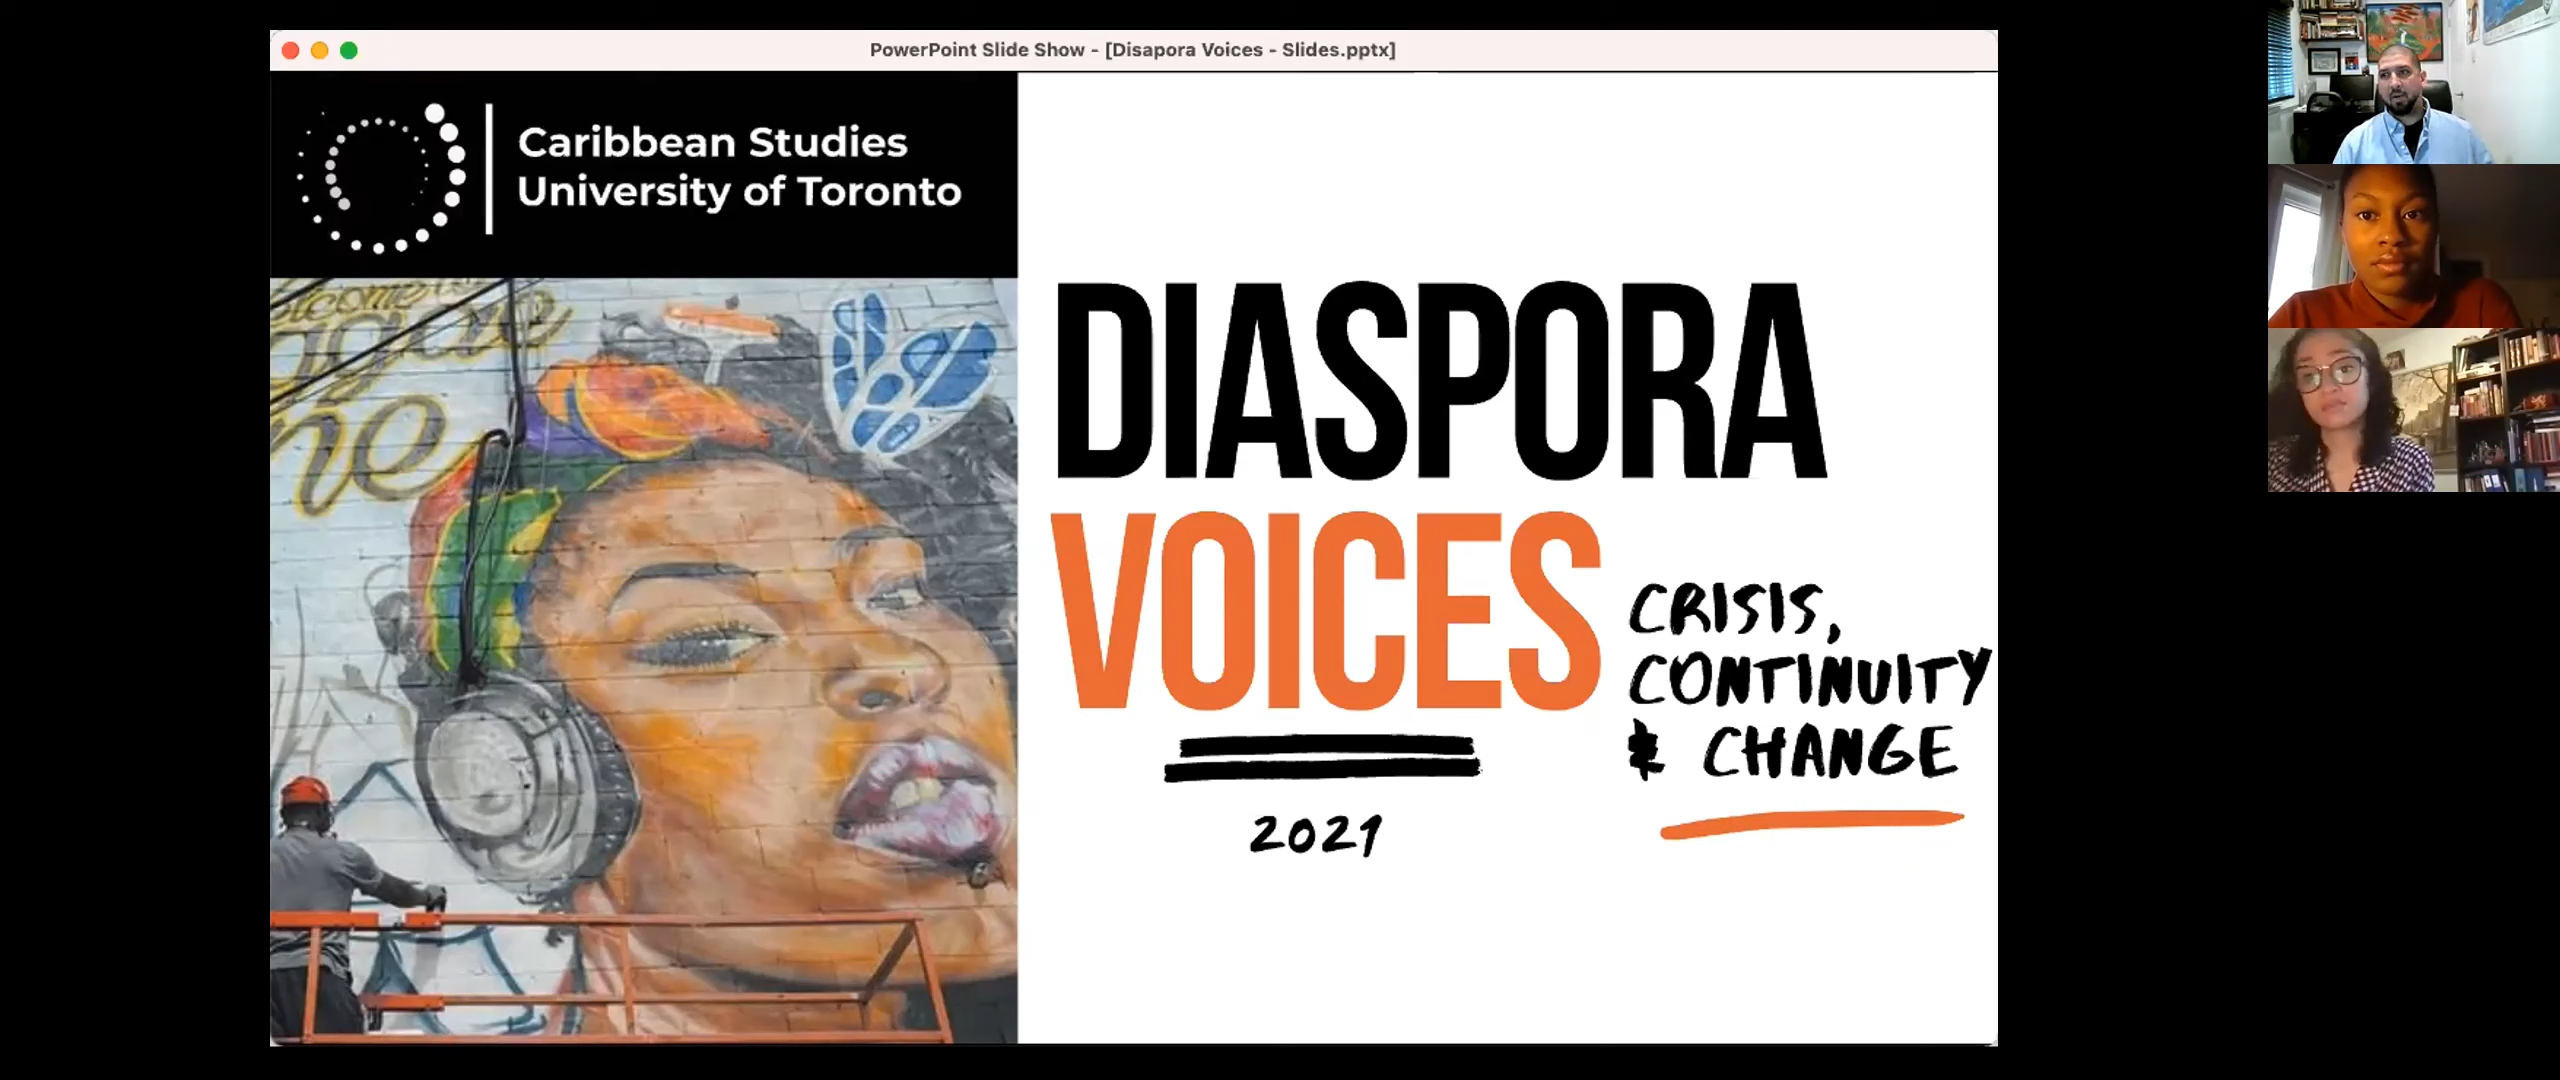 PowerPoint Slide Show - [Disapora Voices - Slides.pptx]
Caribbean Studies
University of Toronto
DIASPORA
VOICES
CRISIS,
CONTINUITY
& CHANGE
2021